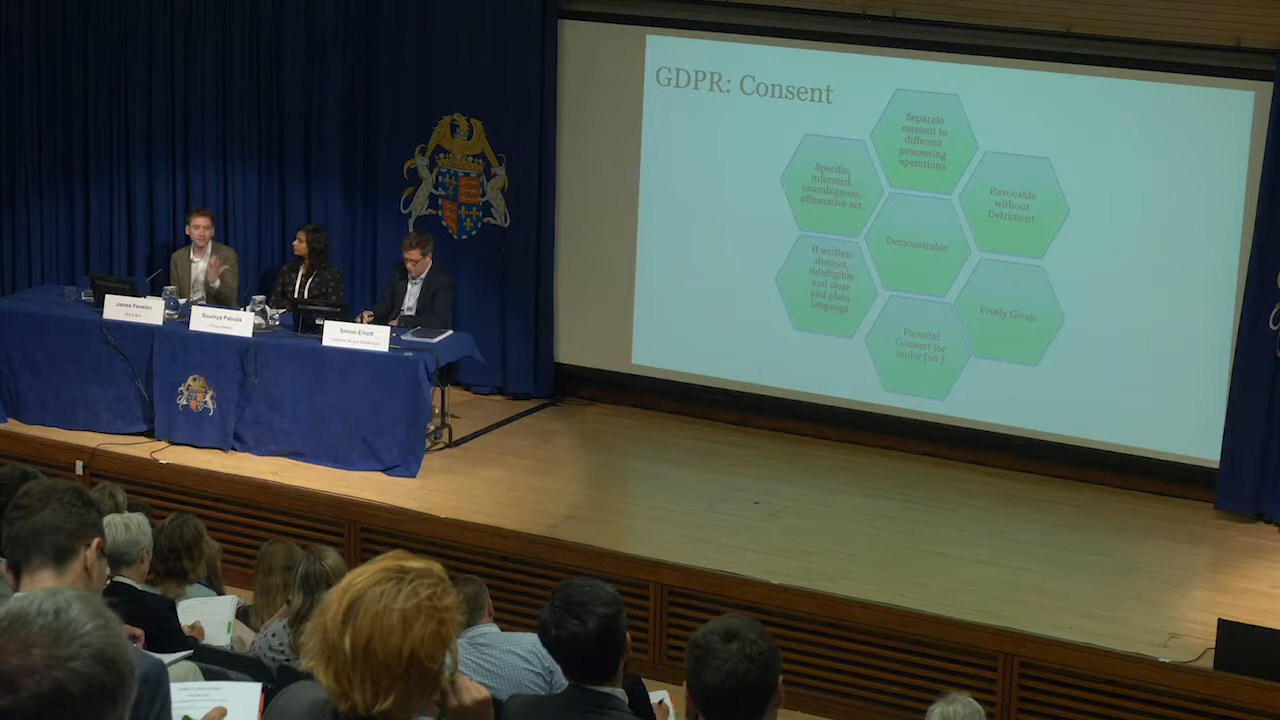 GDPR: Consent
Separate
consent to
different
processing
operations
Specific,
informed,
unambiguous,
affirmative act
Revocable
without
Detriment
Demonstrable
If written:
distinct,
intelligible
and clear
and plain
language
Freely Given
Parental
Consent for
under [16 ]
James Fenelon
Soumya Patnaik
Simon Elliott